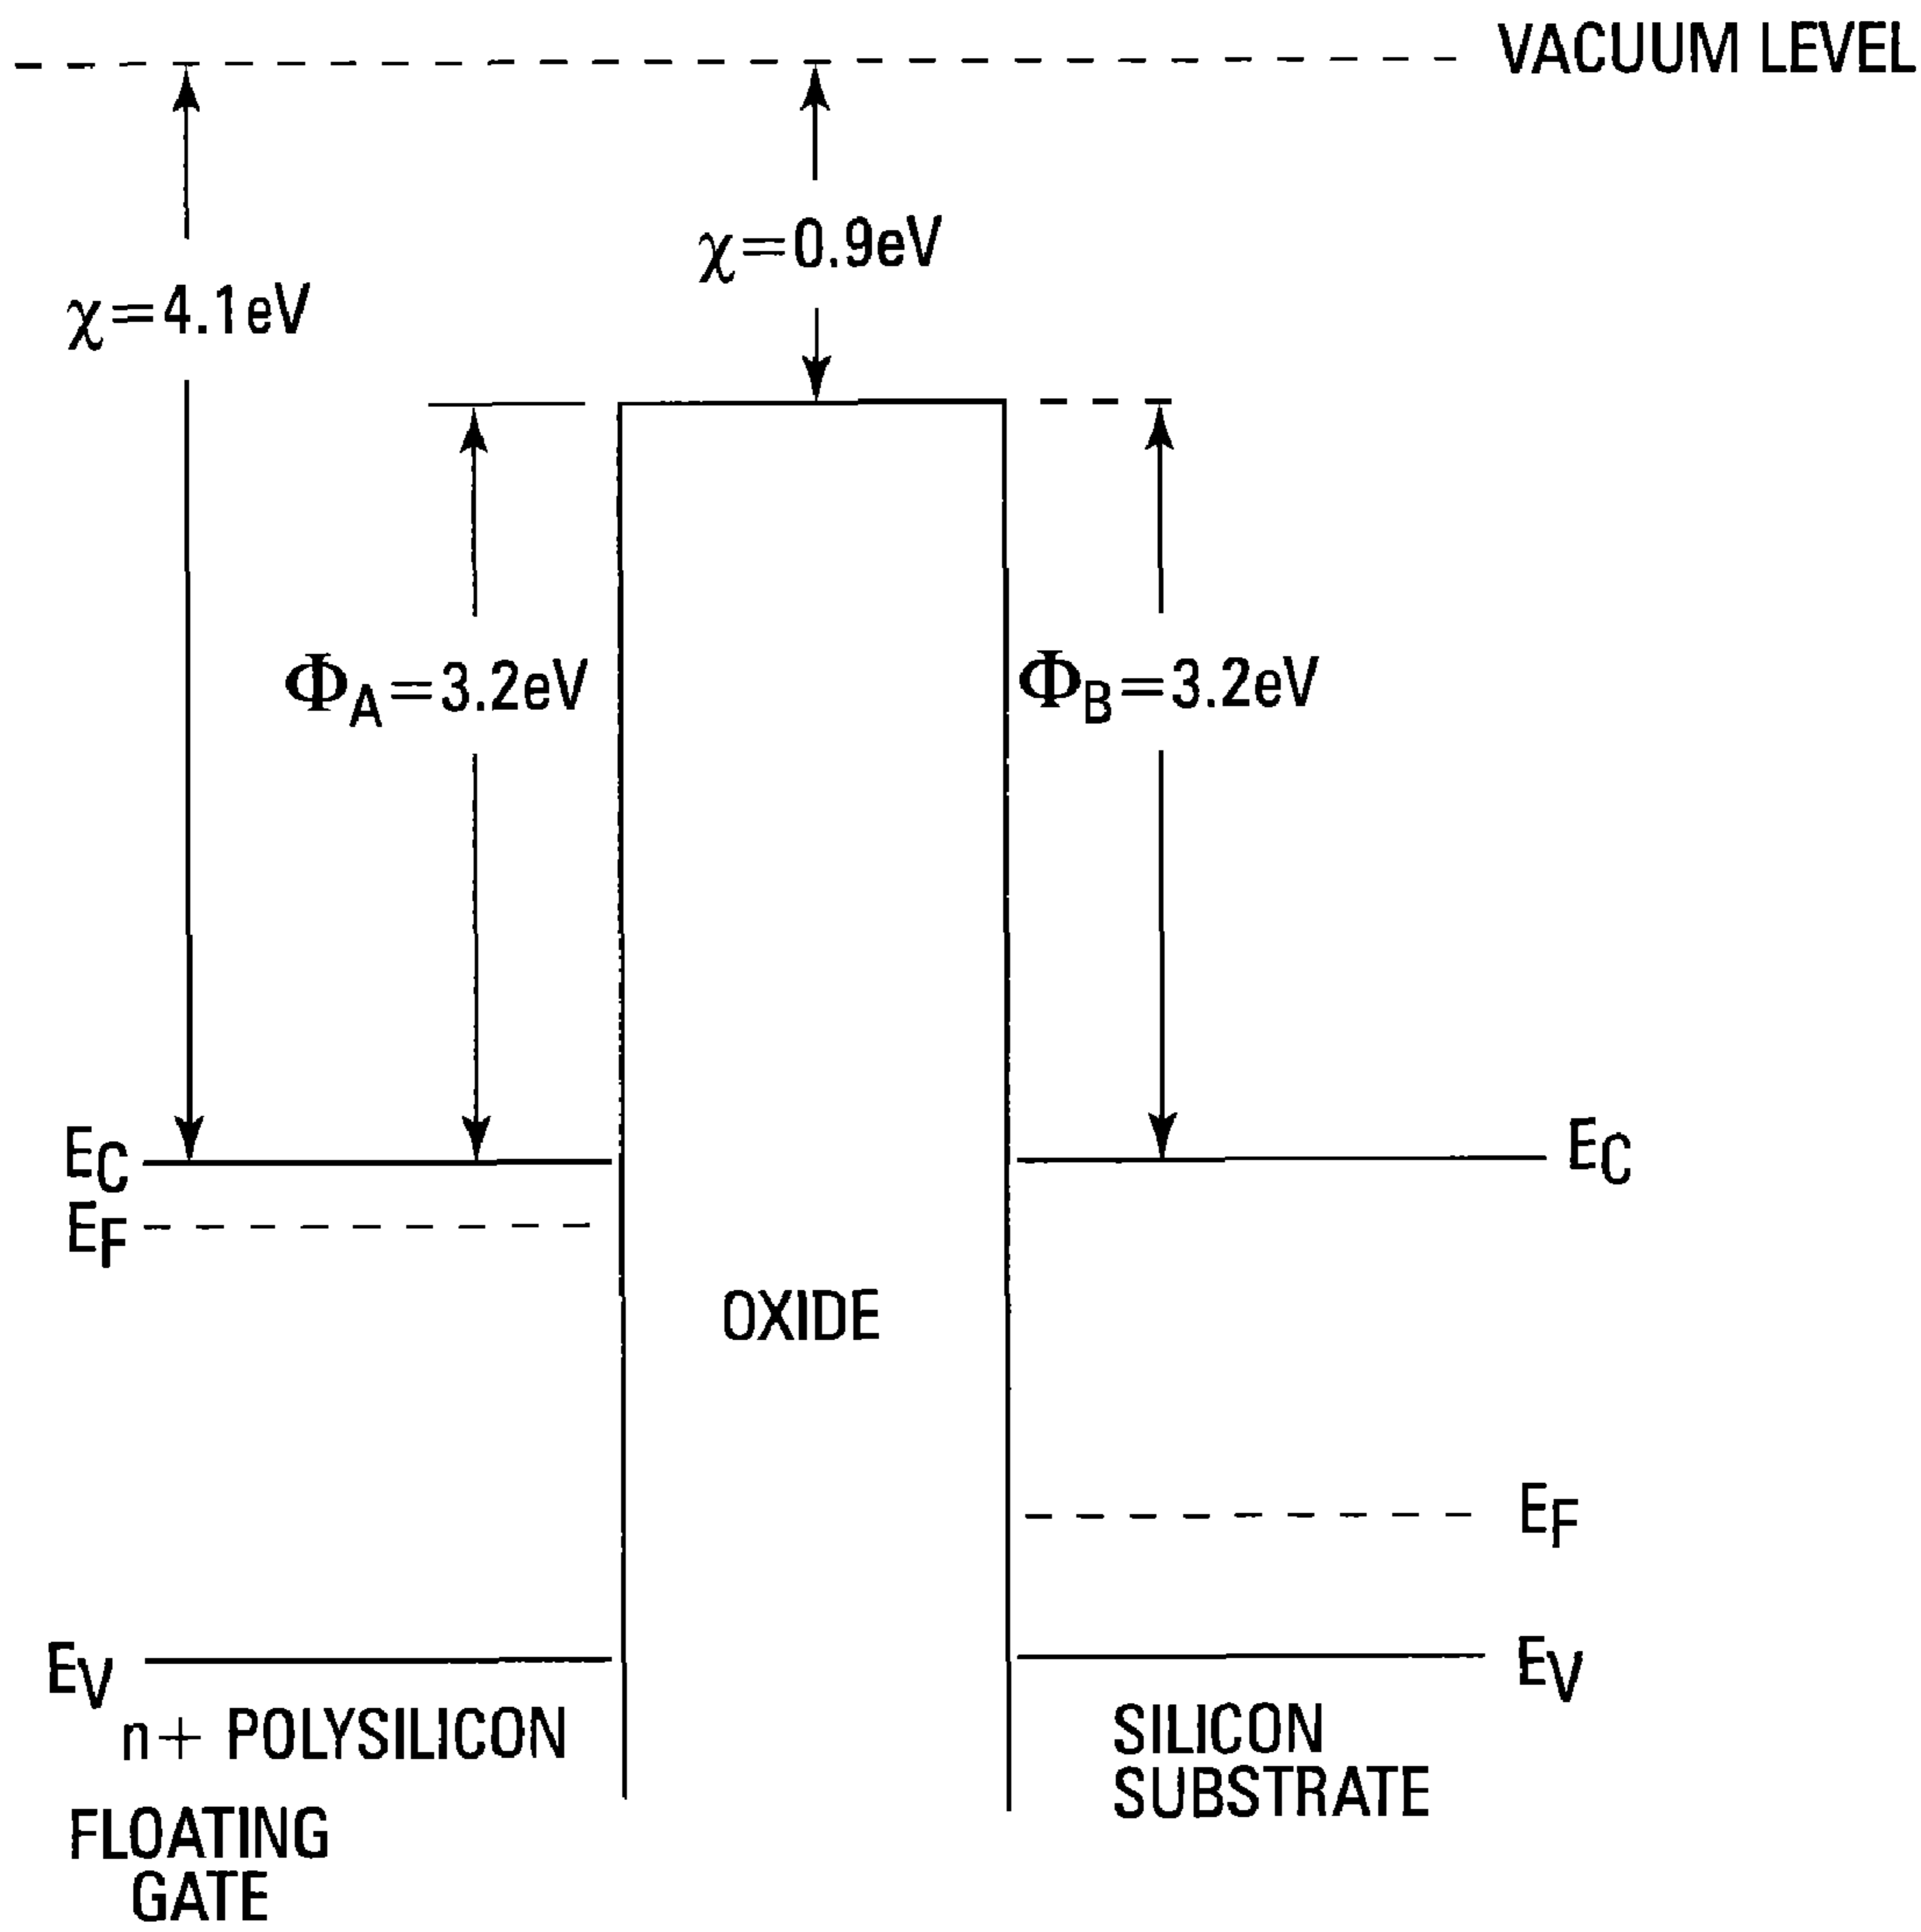 VACUUM LEVEL
χ=0.9eV
χ=4.1eV
ΦA=3.2eV
ΦB=3.2eV
EC
EC
EF
OXIDE
EF
EV
EV
n+ POLYSILICON
SILICON
SUBSTRATE
FLOATING
GATE